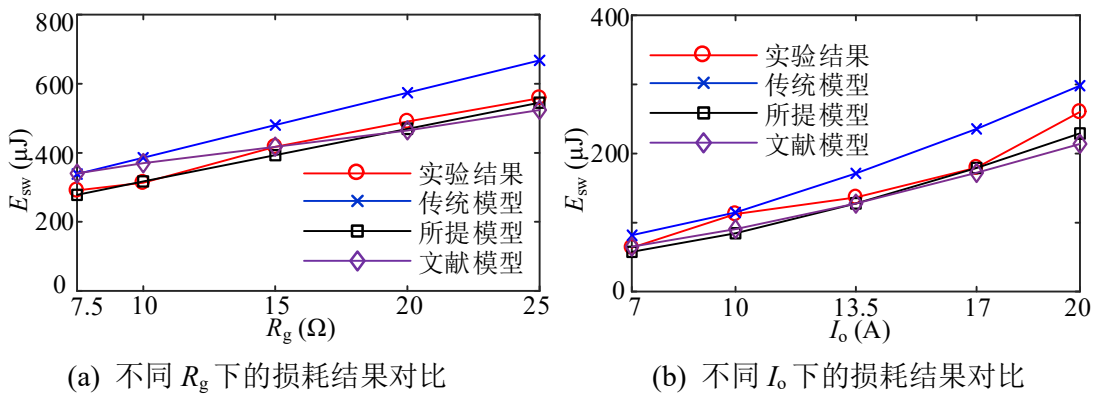 800
600
400
200
0
E_sw (μJ)
实验结果
传统模型
所提模型
文献模型
7.5 10 15 20 25
R_g (Ω)
(a) 不同 R_g 下的损耗结果对比
400
200
0
E_sw (μJ)
实验结果
传统模型
所提模型
文献模型
7 10 13.5 17 20
I_o (A)
(b) 不同 I_o 下的损耗结果对比